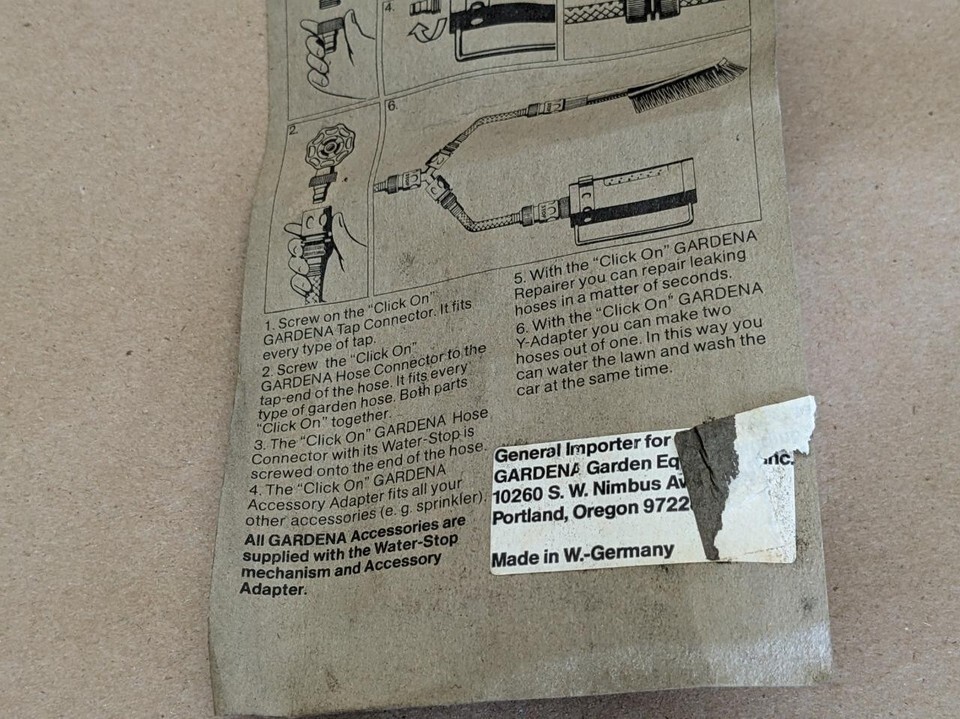 4.
2.
6.
1. Screw on the “Click On”
GARDENA Tap Connector. It fits
every type of tap.
2. Screw the “Click On”
GARDENA Hose Connector to the
tap-end of the hose. It fits every
type of garden hose. Both parts
“Click On” together.
3. The “Click On” GARDENA Hose
Connector with its Water-Stop is
screwed onto the end of the hose.
4. The “Click On” GARDENA
Accessory Adapter fits all your
other accessories (e. g. sprinkler).
All GARDENA Accessories are
supplied with the Water-Stop
mechanism and Accessory
Adapter.
5. With the “Click On” GARDENA
Repairer you can repair leaking
hoses in a matter of seconds.
6. With the “Click On” GARDENA
Y-Adapter you can make two
hoses out of one. In this way you
can water the lawn and wash the
car at the same time.
General Importer for
GARDENA Garden Inc.
10260 S. W. Nimbus
Portland, Oregon
Made in W.-Germany